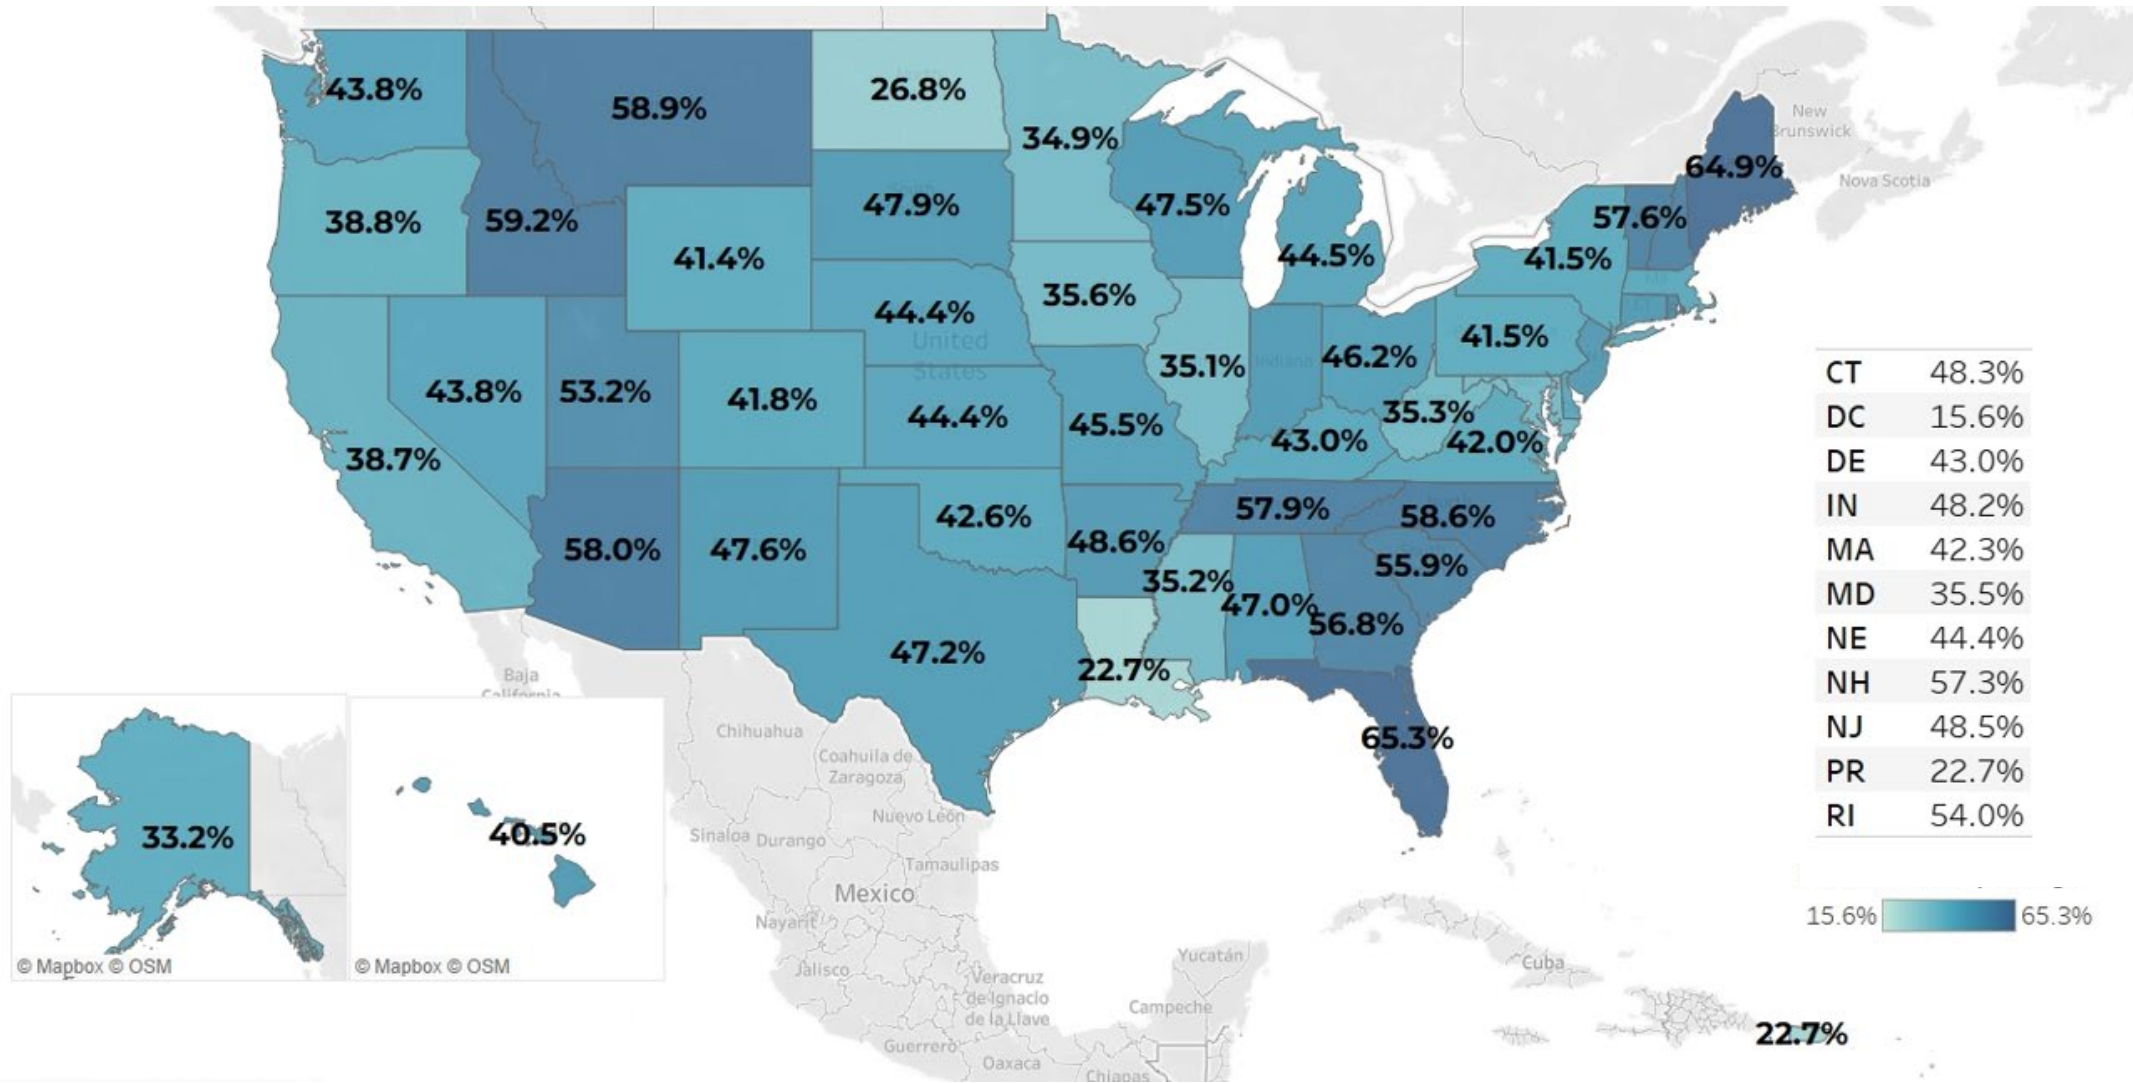 43.8%
58.9%
26.8%
34.9%
New
Brunswick
64.9%
Nova Scotia
38.8%
59.2%
47.9%
47.5%
57.6%
41.4%
44.5%
41.5%
35.6%
44.4%
United
States
41.5%
35.1%
Indiana
46.2%
43.8%
53.2%
41.8%
44.4%
45.5%
35.3%
43.0%
42.0%
38.7%
42.6%
57.9%
58.6%
58.0%
47.6%
48.6%
55.9%
35.2%
47.0%
56.8%
47.2%
22.7%
65.3%
CT 48.3%
DC 15.6%
DE 43.0%
IN 48.2%
MA 42.3%
MD 35.5%
NE 44.4%
NH 57.3%
NJ 48.5%
PR 22.7%
RI 54.0%
15.6% 65.3%
Baja
California
Chihuahua
Coahuila de
Zaragoza
Nuevo León
Sinaloa
Durango
Tamaulipas
Mexico
Nayarit
Jalisco
Veracruz
de Ignacio
de la Llave
Yucatán
Campeche
Guerrero
Oaxaca
Chiapas
Cuba
22.7%
33.2%
© Mapbox © OSM
40.5%
© Mapbox © OSM